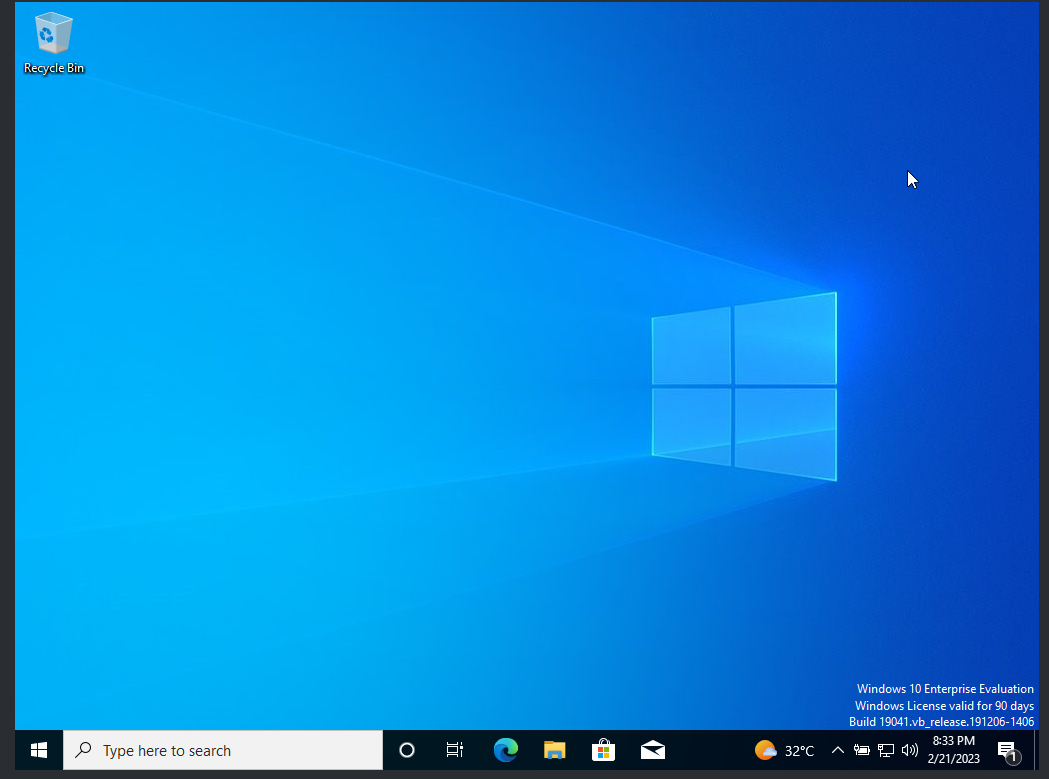 Recycle Bin
Windows 10 Enterprise Evaluation
Windows License valid for 90 days
Build 19041.vb_release.191206-1406
Type here to search
32°C
8:33 PM
2/21/2023
1